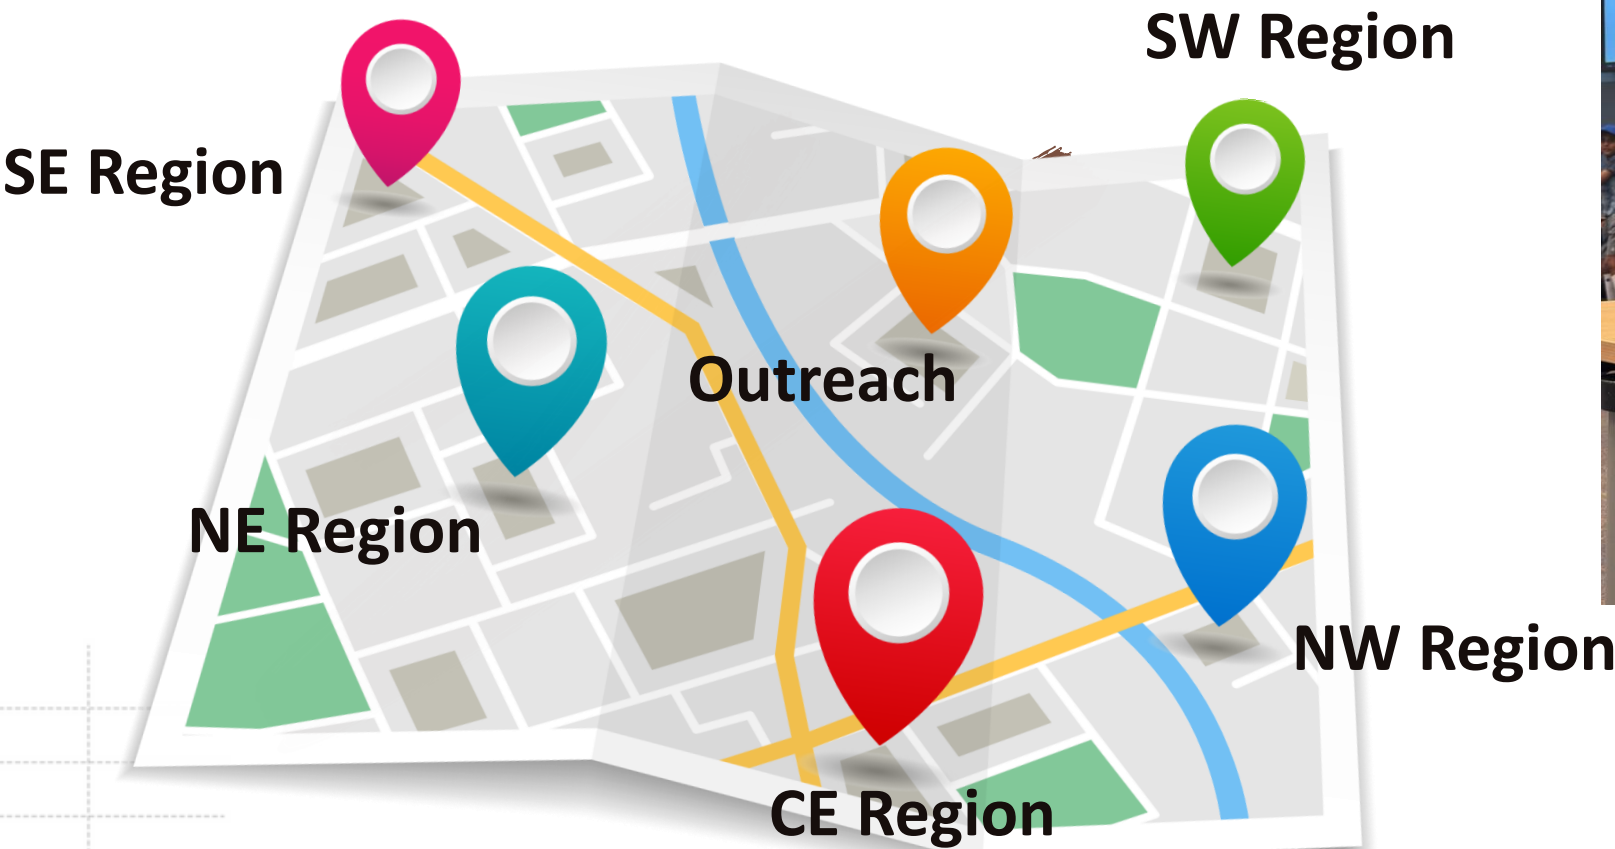 SW Region
SE Region
Outreach
NE Region
NW Region
CE Region